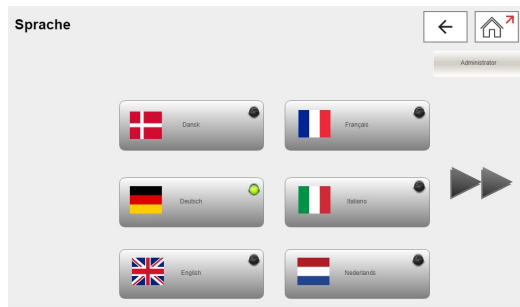 Sprache
Administrator
Dansk
Français
Deutsch
Italiano
English
Nederlands